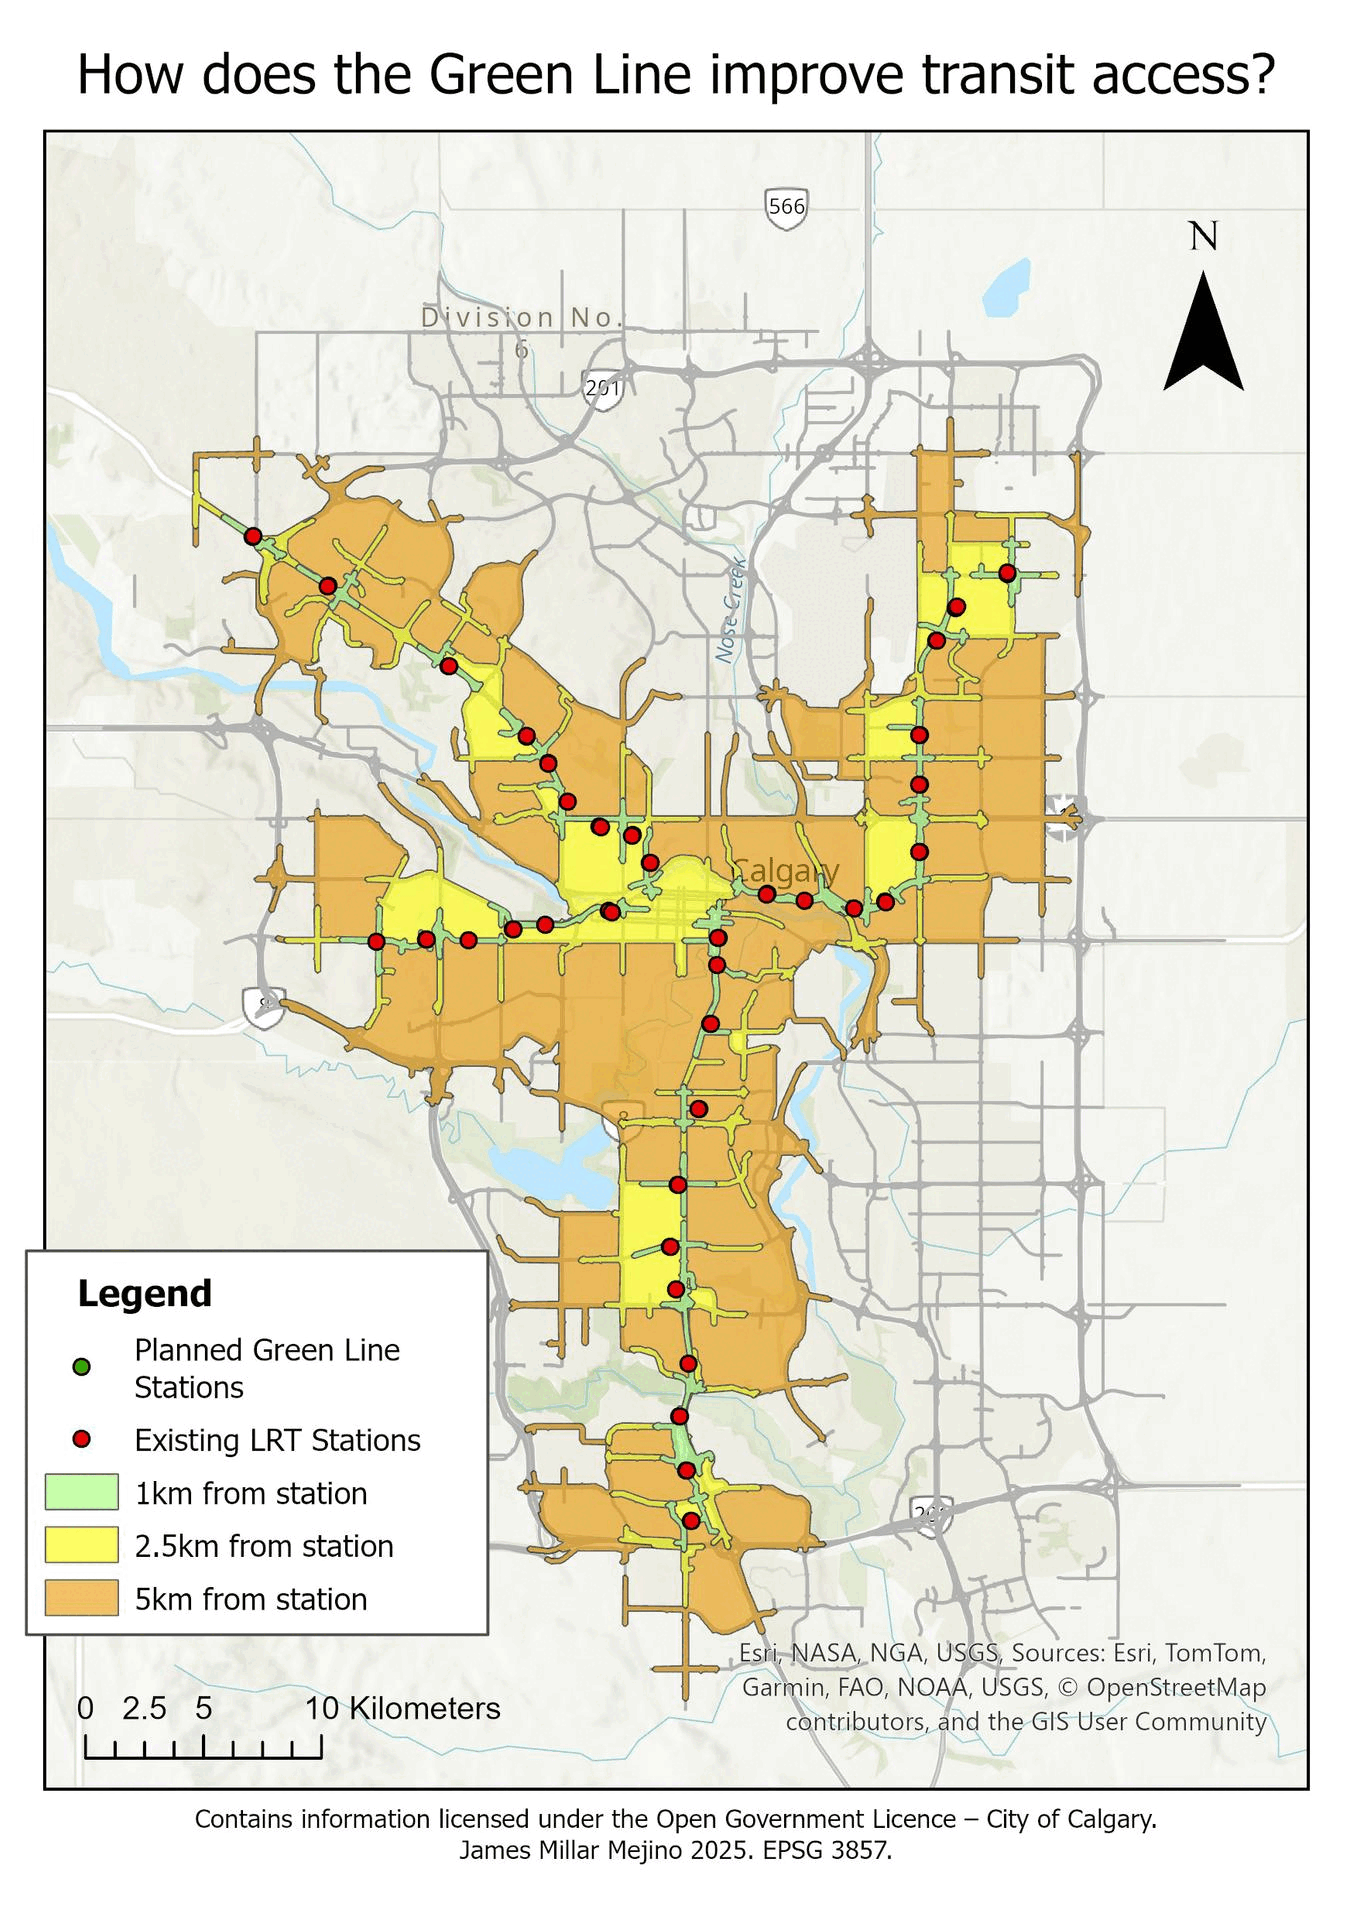 How does the Green Line improve transit access?
566
N
Division No.
6
201
Nose Creek
Calgary
8
8
Legend
Planned Green Line
Stations
Existing LRT Stations
1km from station
2.5km from station
5km from station
Esri, NASA, NGA, USGS, Sources: Esri, TomTom,
Garmin, FAO, NOAA, USGS, © OpenStreetMap
contributors, and the GIS User Community
0 2.5 5 10 Kilometers
Contains information licensed under the Open Government Licence – City of Calgary.
James Millar Mejino 2025. EPSG 3857.